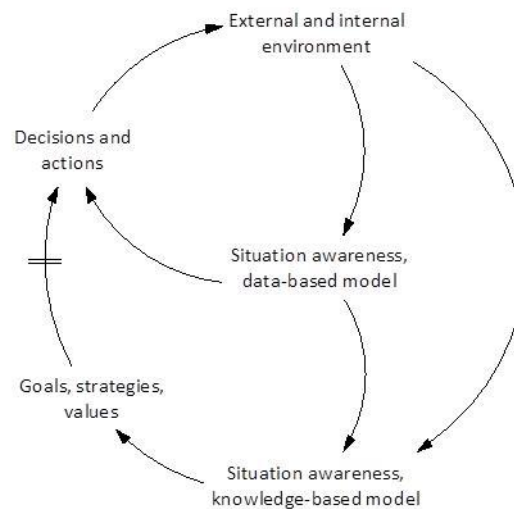 External and internal
environment
Decisions and
actions
Situation awareness,
data-based model
Goals, strategies,
values
Situation awareness,
knowledge-based model